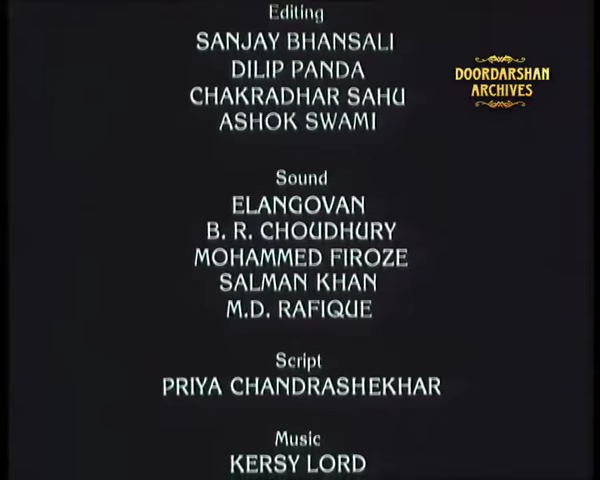 Editing
SANJAY BHANSALI
DILIP PANDA
CHAKRADHAR SAHU
ASHOK SWAMI
DOORDARSHAN
ARCHIVES
Sound
ELANGOVAN
B. R. CHOUDHURY
MOHAMMED FIROZE
SALMAN KHAN
M.D. RAFIQUE
Script
PRIYA CHANDRASHEKHAR
Music
KERSY LORD